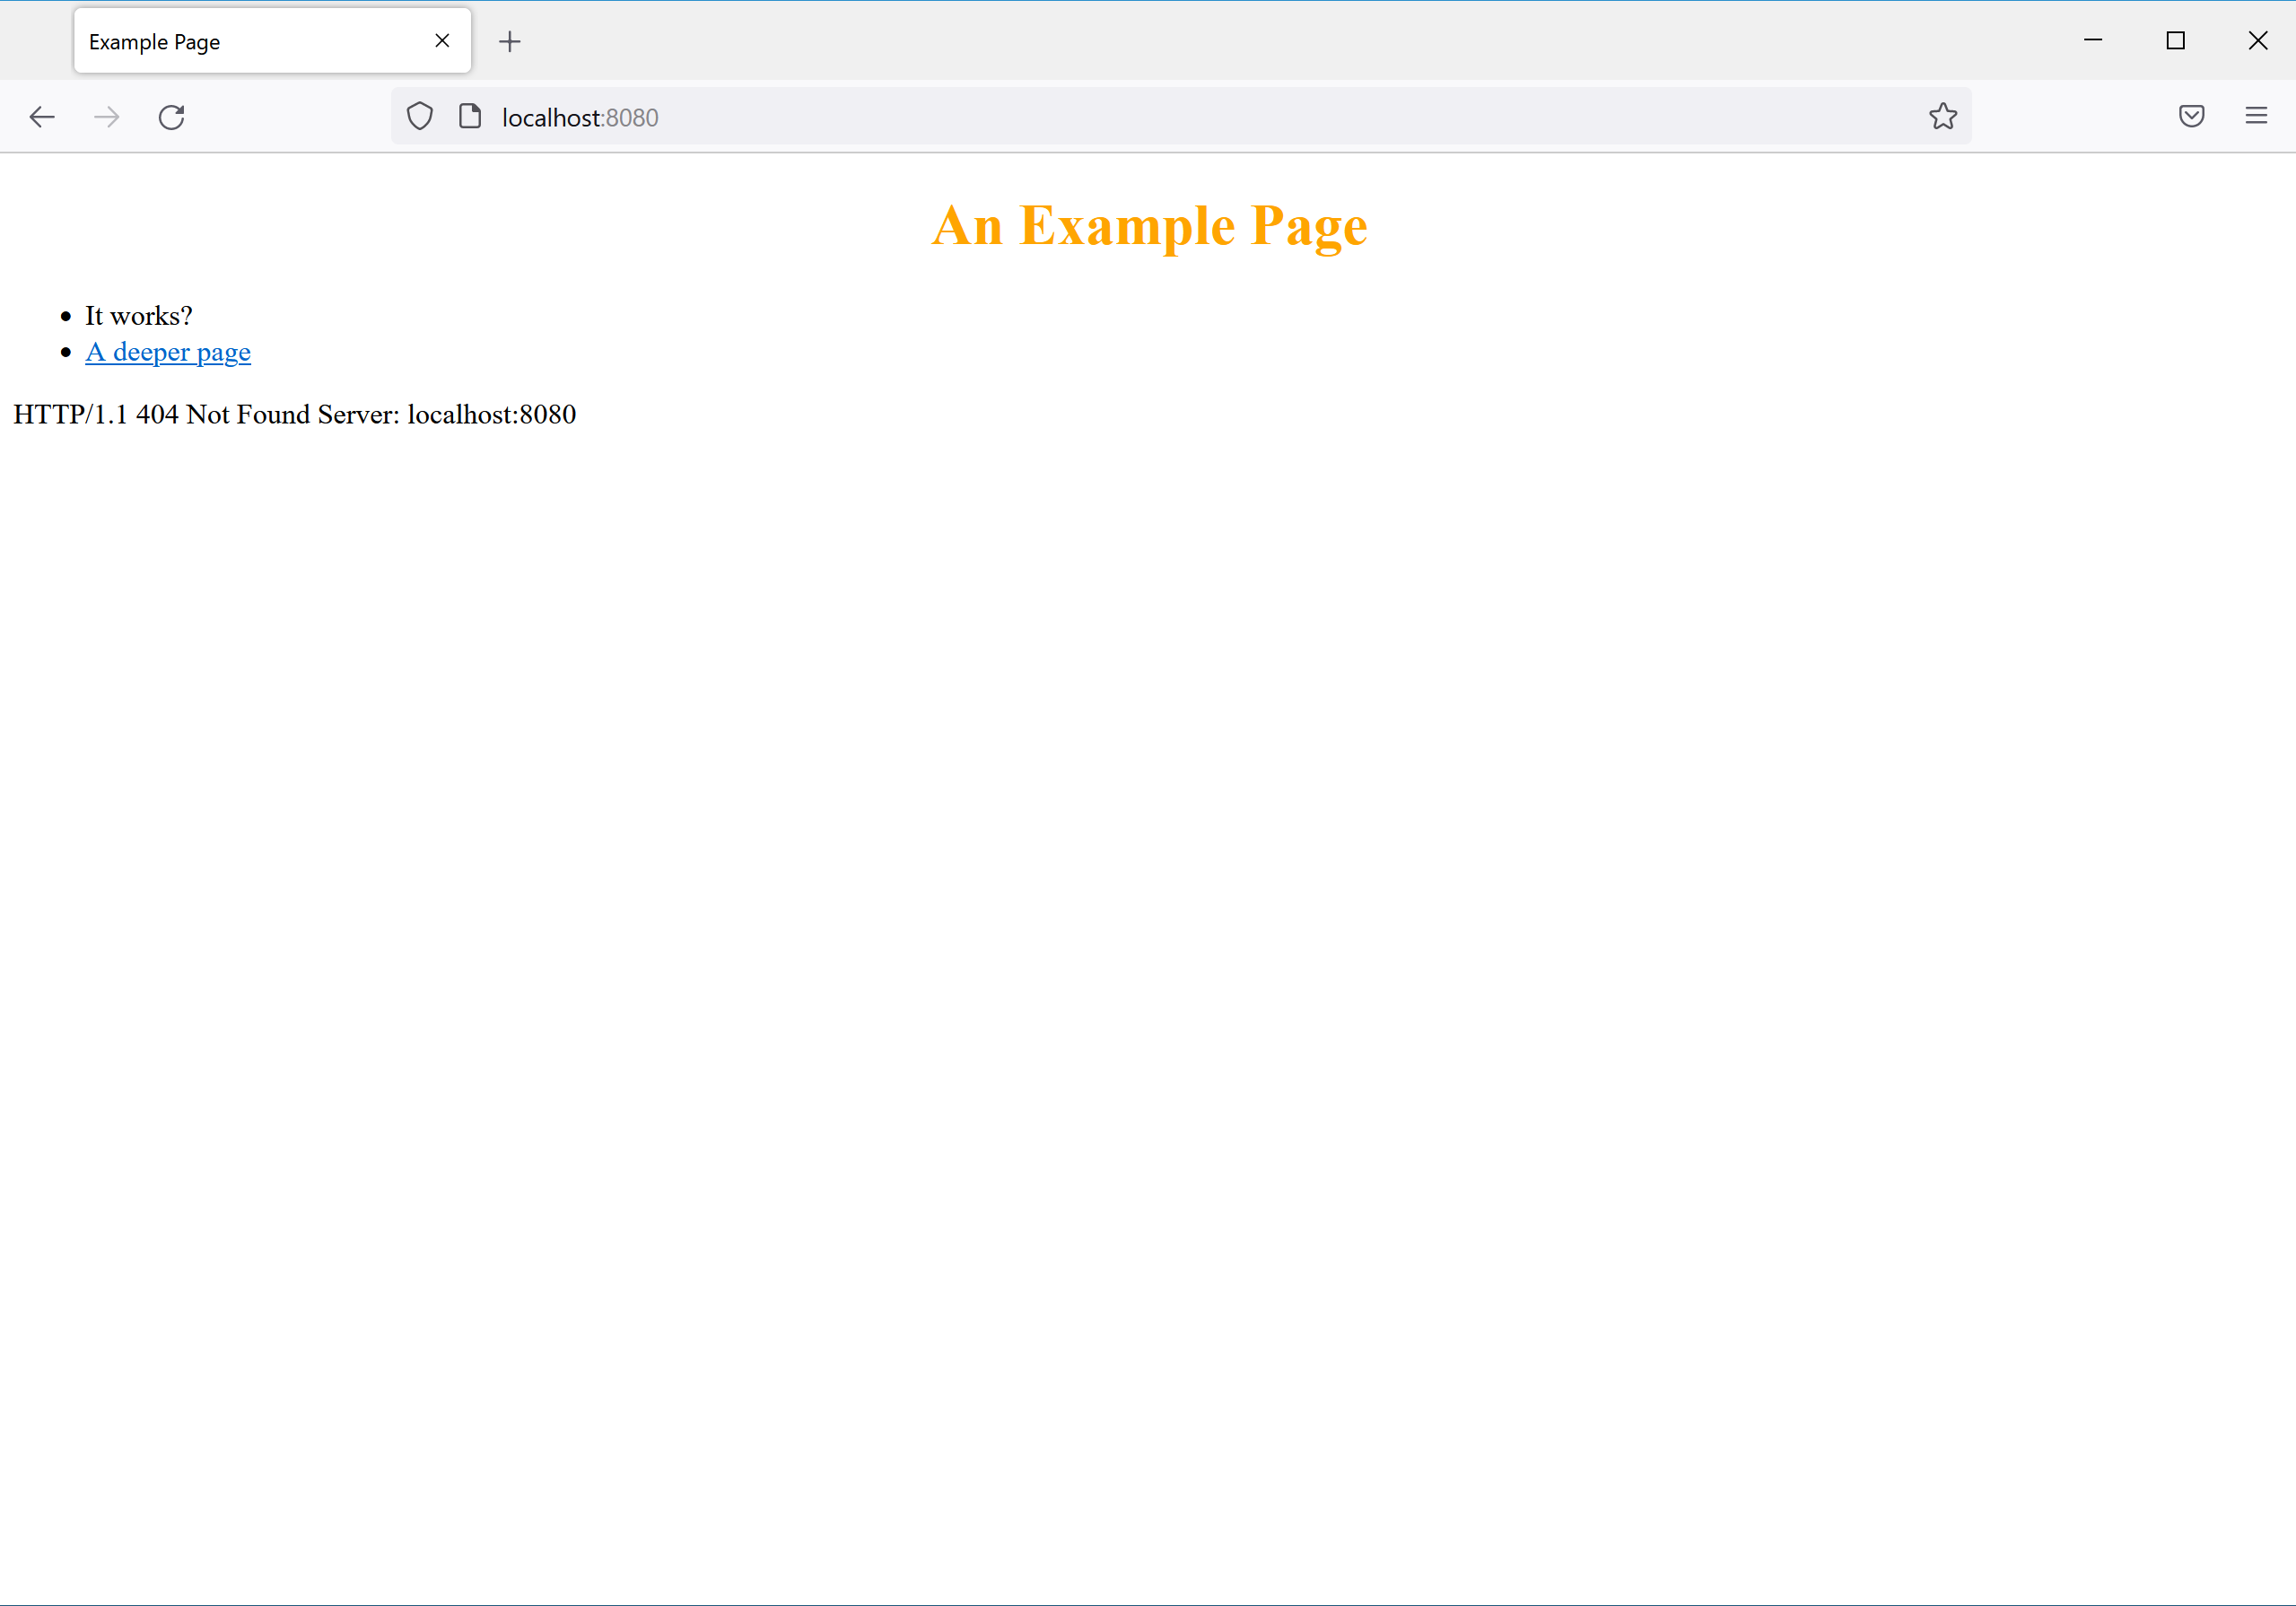 Example Page
localhost:8080
An Example Page
It works?
A deeper page
HTTP/1.1 404 Not Found Server: localhost:8080